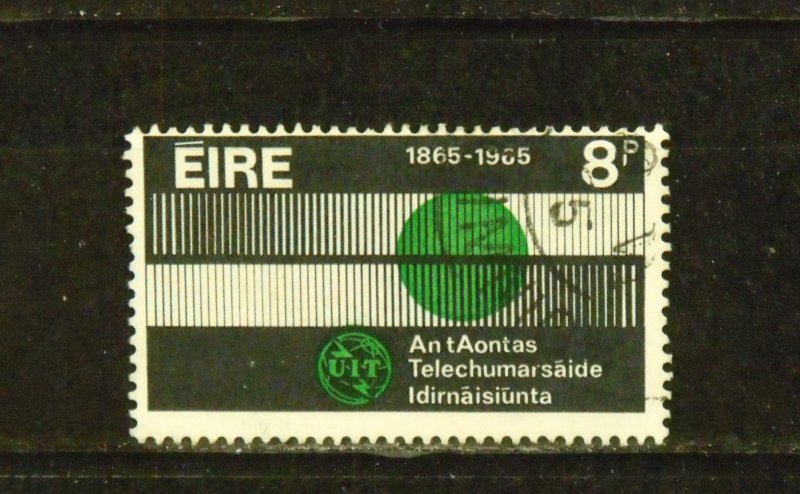 ÉIRE 1865-1965 8P
UIT
An tAontas
Telechumarsáide
Idirnáisiúnta